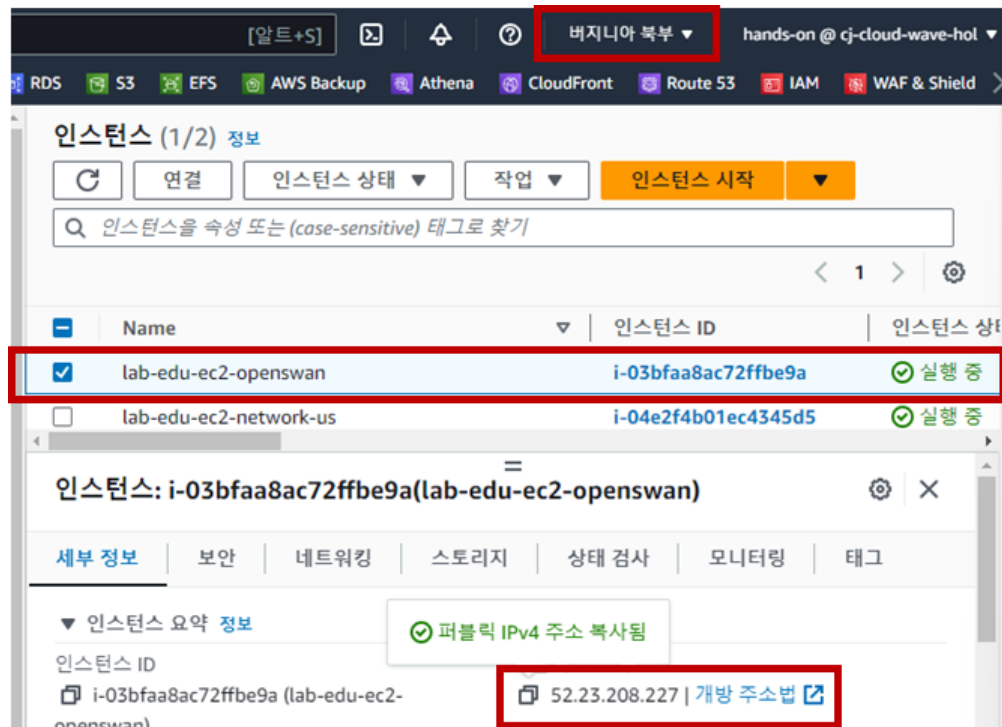 [알트+S] 버지니아 북부 ▼ hands-on @ cj-cloud-wave-hol ▼
RDS S3 EFS AWS Backup Athena CloudFront Route 53 IAM WAF & Shield
인스턴스 (1/2) 정보
연결 인스턴스 상태 ▼ 작업 ▼ 인스턴스 시작 ▼
인스턴스을 속성 또는 (case-sensitive) 태그로 찾기
< 1 >
Name 인스턴스 ID 인스턴스 상태
lab-edu-ec2-openswan i-03bfaa8ac72ffbe9a 실행 중
lab-edu-ec2-network-us i-04e2f4b01ec4345d5 실행 중
인스턴스: i-03bfaa8ac72ffbe9a(lab-edu-ec2-openswan)
세부 정보 보안 네트워킹 스토리지 상태 검사 모니터링 태그
▼ 인스턴스 요약 정보
퍼블릭 IPv4 주소 복사됨
인스턴스 ID
i-03bfaa8ac72ffbe9a (lab-edu-ec2-
52.23.208.227 | 개방 주소법
openswan)